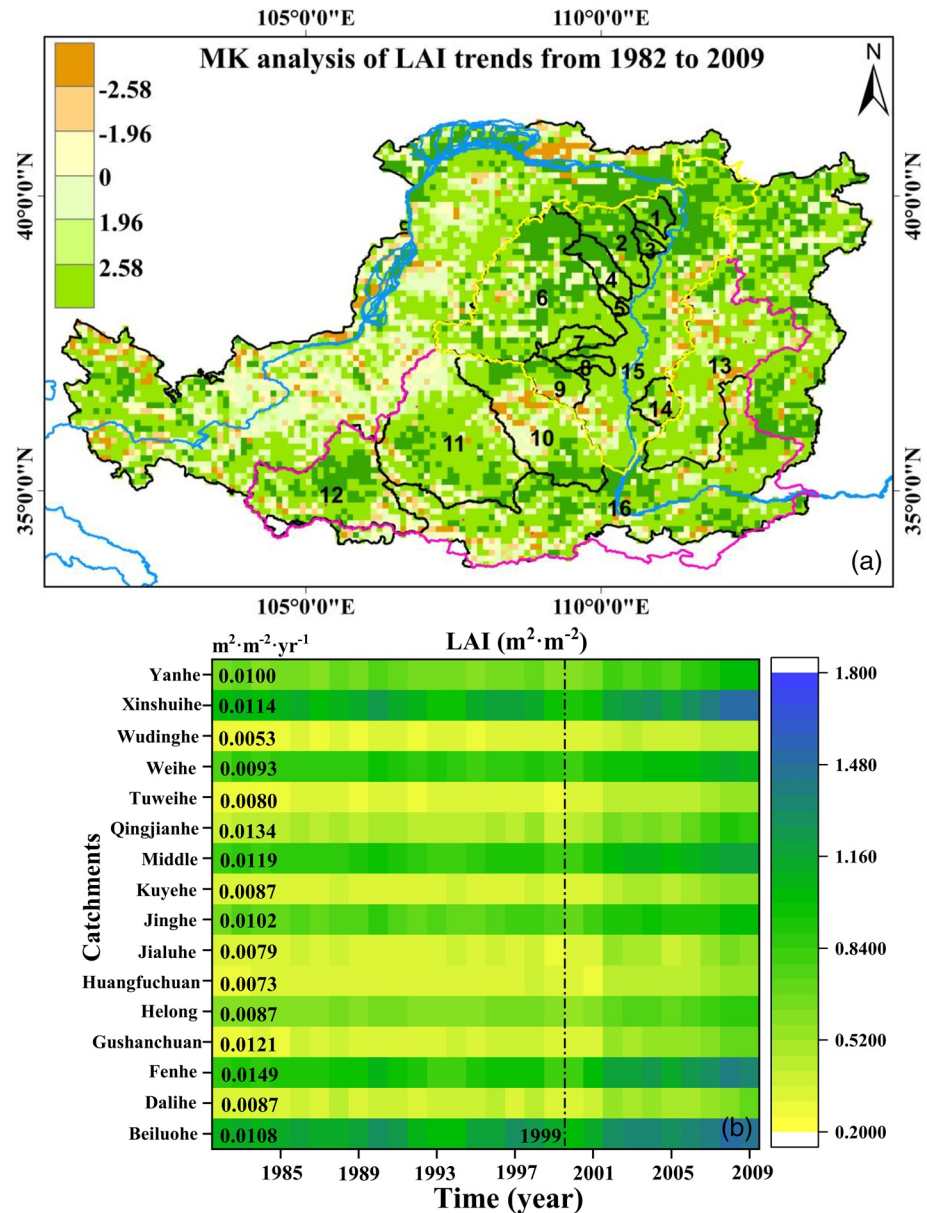 105°0'0"E
110°0'0"E
MK analysis of LAI trends from 1982 to 2009
N
-2.58
-1.96
0
1.96
2.58
40°0'0"N
40°0'0"N
35°0'0"N
35°0'0"N
1
2
3
4
5
6
7
8
9
10
11
12
13
14
15
16
(a)
105°0'0"E
110°0'0"E
m²·m⁻²·yr⁻¹
LAI (m²·m⁻²)
Yanhe 0.0100
Xinshuihe 0.0114
Wudinghe 0.0053
Weihe 0.0093
Tuweihe 0.0080
Qingjianhe 0.0134
Middle 0.0119
Kuyehe 0.0087
Jinghe 0.0102
Jialuhe 0.0079
Huangfuchuan 0.0073
Helong 0.0087
Gushanchuan 0.0121
Fenhe 0.0149
Dalihe 0.0087
Beiluohe 0.0108
1999
(b)
Catchments
1.800
1.480
1.160
0.8400
0.5200
0.2000
1985 1989 1993 1997 2001 2005 2009
Time (year)